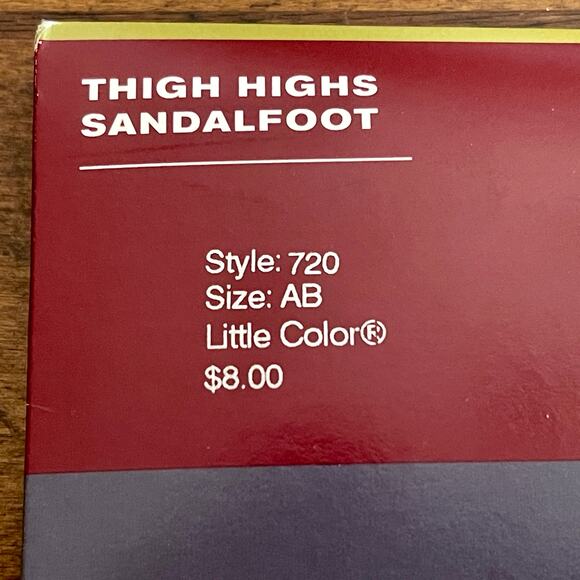 THIGH HIGHS
SANDALFOOT
Style: 720
Size: AB
Little Color®
$8.00